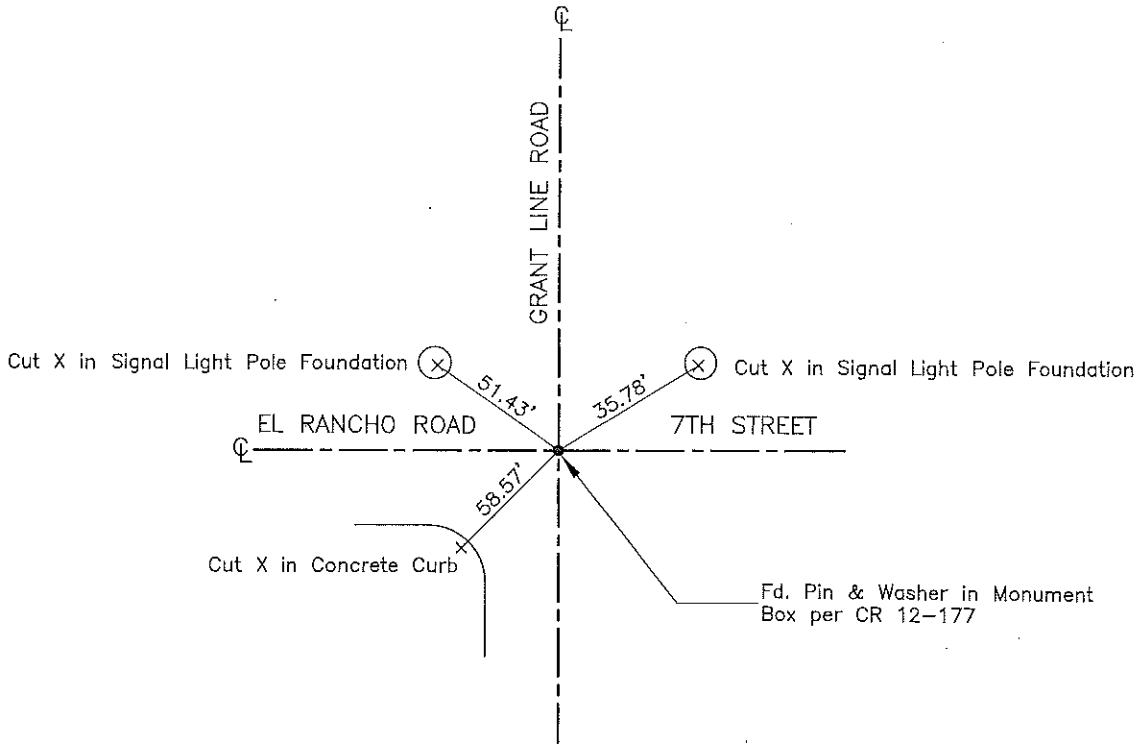 ℄
GRANT LINE ROAD
Cut X in Signal Light Pole Foundation
51.43'
35.78'
Cut X in Signal Light Pole Foundation
℄
EL RANCHO ROAD
7TH STREET
58.57'
Cut X in Concrete Curb
Fd. Pin & Washer in Monument
Box per CR 12-177